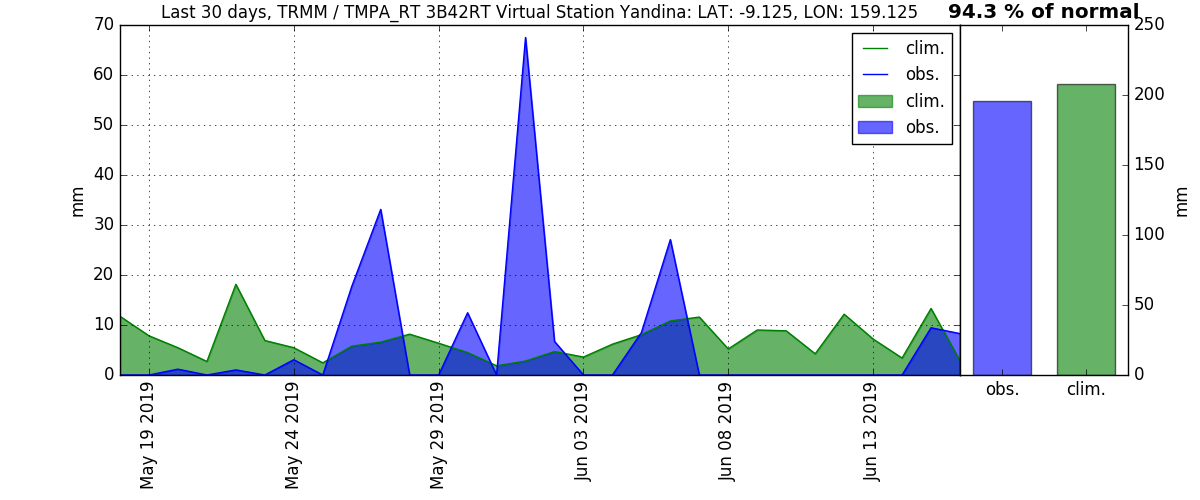 Last 30 days, TRMM / TMPA_RT 3B42RT Virtual Station Yandina: LAT: -9.125, LON: 159.125
94.3 % of normal
70
60
50
40
30
20
10
0
mm
clim.
obs.
clim.
obs.
May 19 2019
May 24 2019
May 29 2019
Jun 03 2019
Jun 08 2019
Jun 13 2019
250
200
150
100
50
0
mm
obs.
clim.